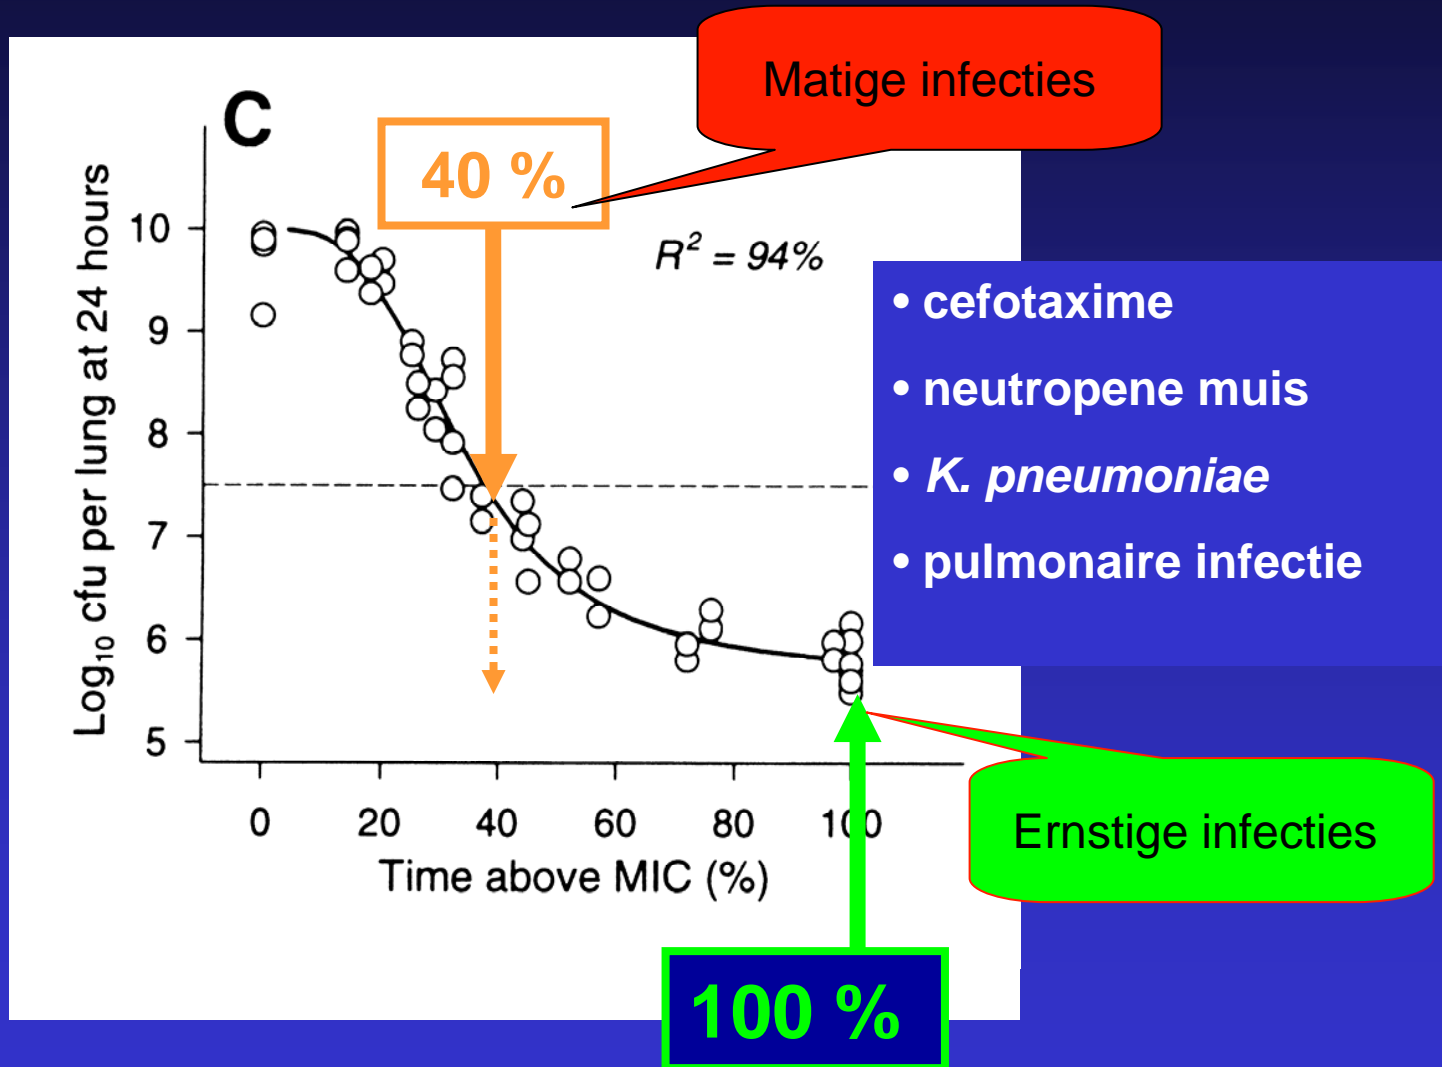 Matige infecties
C
40 %
R² = 94%
• cefotaxime
• neutropene muis
• K. pneumoniae
• pulmonaire infectie
Log₁₀ cfu per lung at 24 hours
10
9
8
7
6
5
0 20 40 60 80 100
Time above MIC (%)
Ernstige infecties
100 %